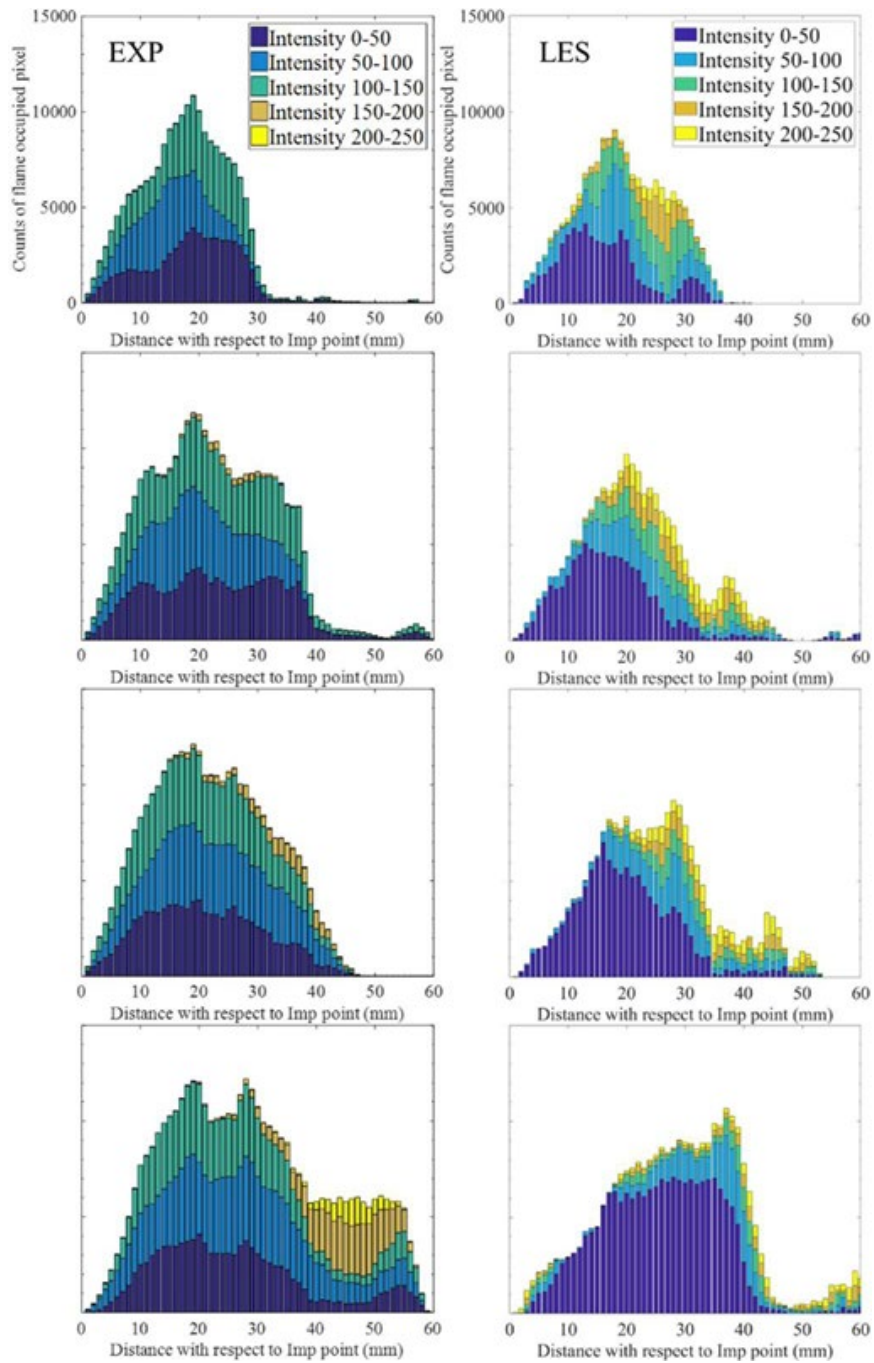 15000
10000
5000
0
Counts of flame occupied pixel
EXP
Intensity 0-50
Intensity 50-100
Intensity 100-150
Intensity 150-200
Intensity 200-250
0 10 20 30 40 50 60
Distance with respect to Imp point (mm)
15000
10000
5000
0
Counts of flame occupied pixel
LES
Intensity 0-50
Intensity 50-100
Intensity 100-150
Intensity 150-200
Intensity 200-250
0 10 20 30 40 50 60
Distance with respect to Imp point (mm)
0 10 20 30 40 50 60
Distance with respect to Imp point (mm)
0 10 20 30 40 50 60
Distance with respect to Imp point (mm)
0 10 20 30 40 50 60
Distance with respect to Imp point (mm)
0 10 20 30 40 50 60
Distance with respect to Imp point (mm)
0 10 20 30 40 50 60
Distance with respect to Imp point (mm)
0 10 20 30 40 50 60
Distance with respect to Imp point (mm)